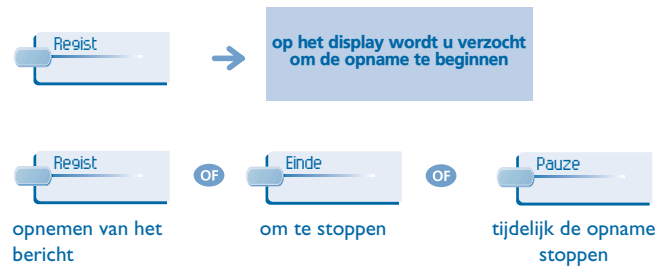 Regist
op het display wordt u verzocht
om de opname te beginnen
Regist
OF
Einde
OF
Pauze
opnemen van het
bericht
om te stoppen
tijdelijk de opname
stoppen